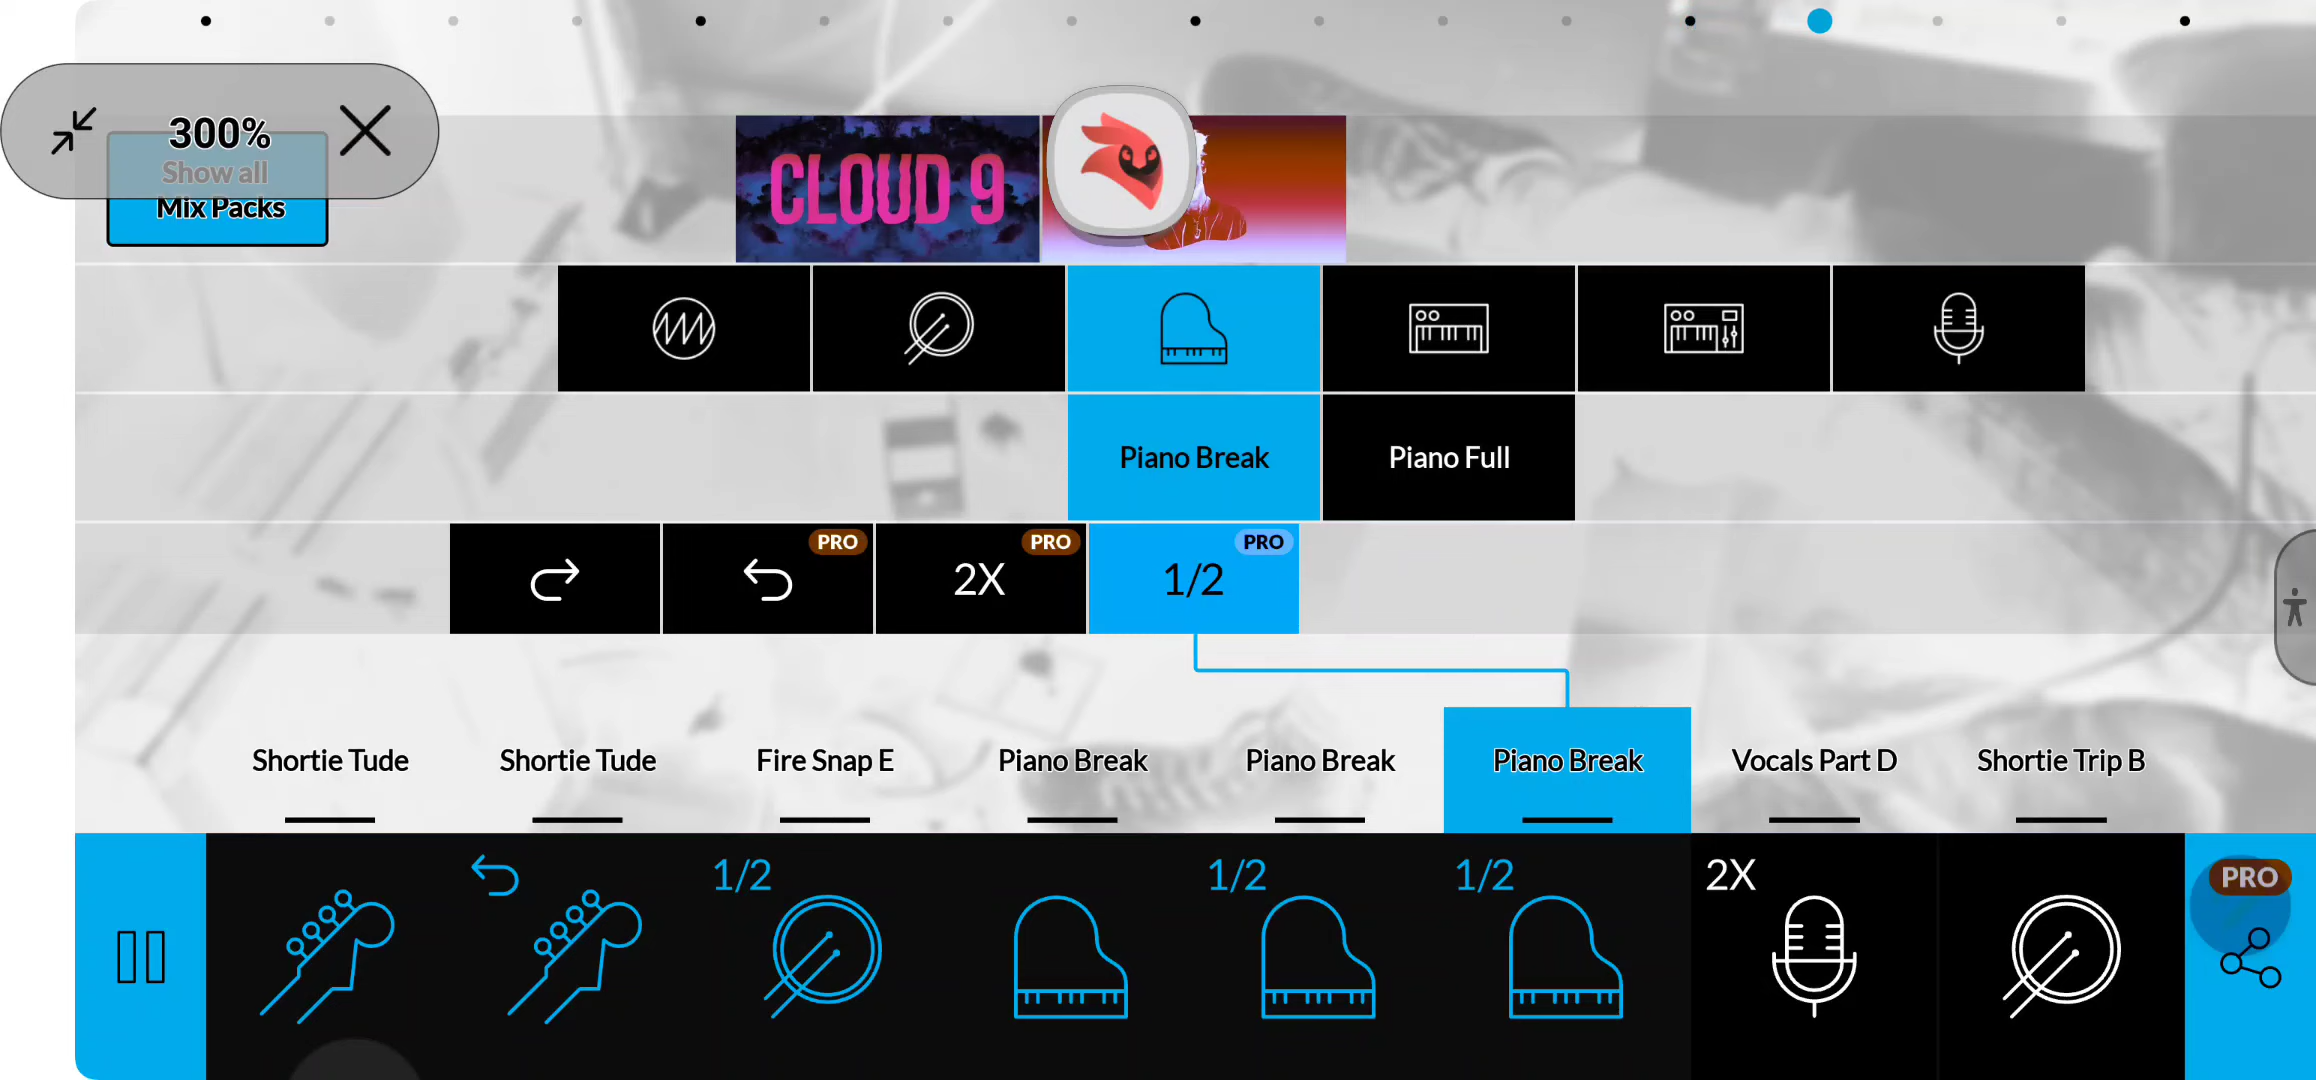 300%
Show all
Mix Packs
CLOUD 9
Piano Break
Piano Full
PRO
PRO
PRO
2X
1/2
Shortie Tude
Shortie Tude
Fire Snap E
Piano Break
Piano Break
Piano Break
Vocals Part D
Shortie Trip B
1/2
1/2
1/2
2X
PRO